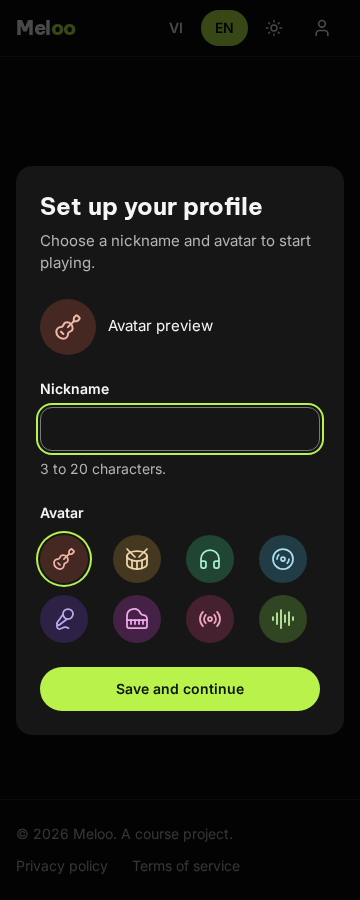 Meloo
VI
EN
Set up your profile
Choose a nickname and avatar to start
playing.
Avatar preview
Nickname
3 to 20 characters.
Avatar
Save and continue
© 2026 Meloo. A course project.
Privacy policy
Terms of service